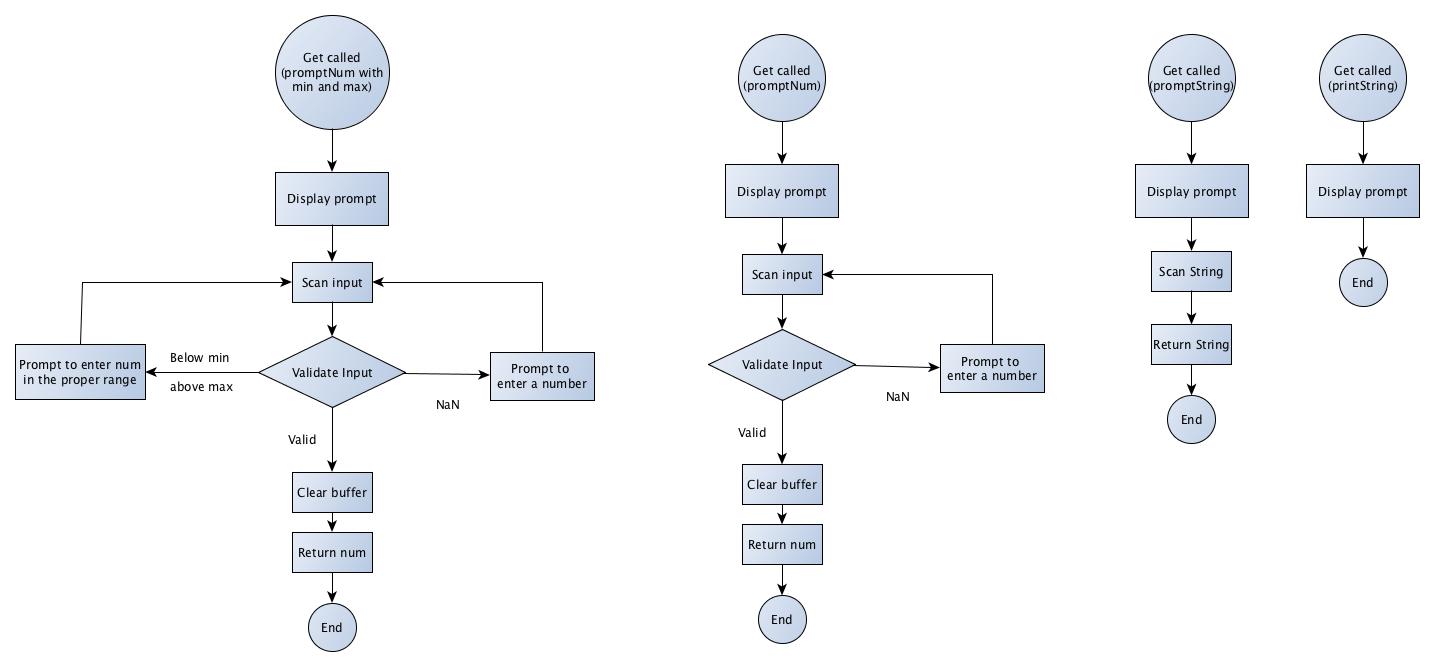 Get called
(promptNum with
min and max)
Display prompt
Scan input
Validate Input
Below min
above max
Prompt to enter num
in the proper range
NaN
Prompt to
enter a number
Valid
Clear buffer
Return num
End
Get called
(promptNum)
Display prompt
Scan input
Validate Input
NaN
Prompt to
enter a number
Valid
Clear buffer
Return num
End
Get called
(promptString)
Display prompt
Scan String
Return String
End
Get called
(printString)
Display prompt
End